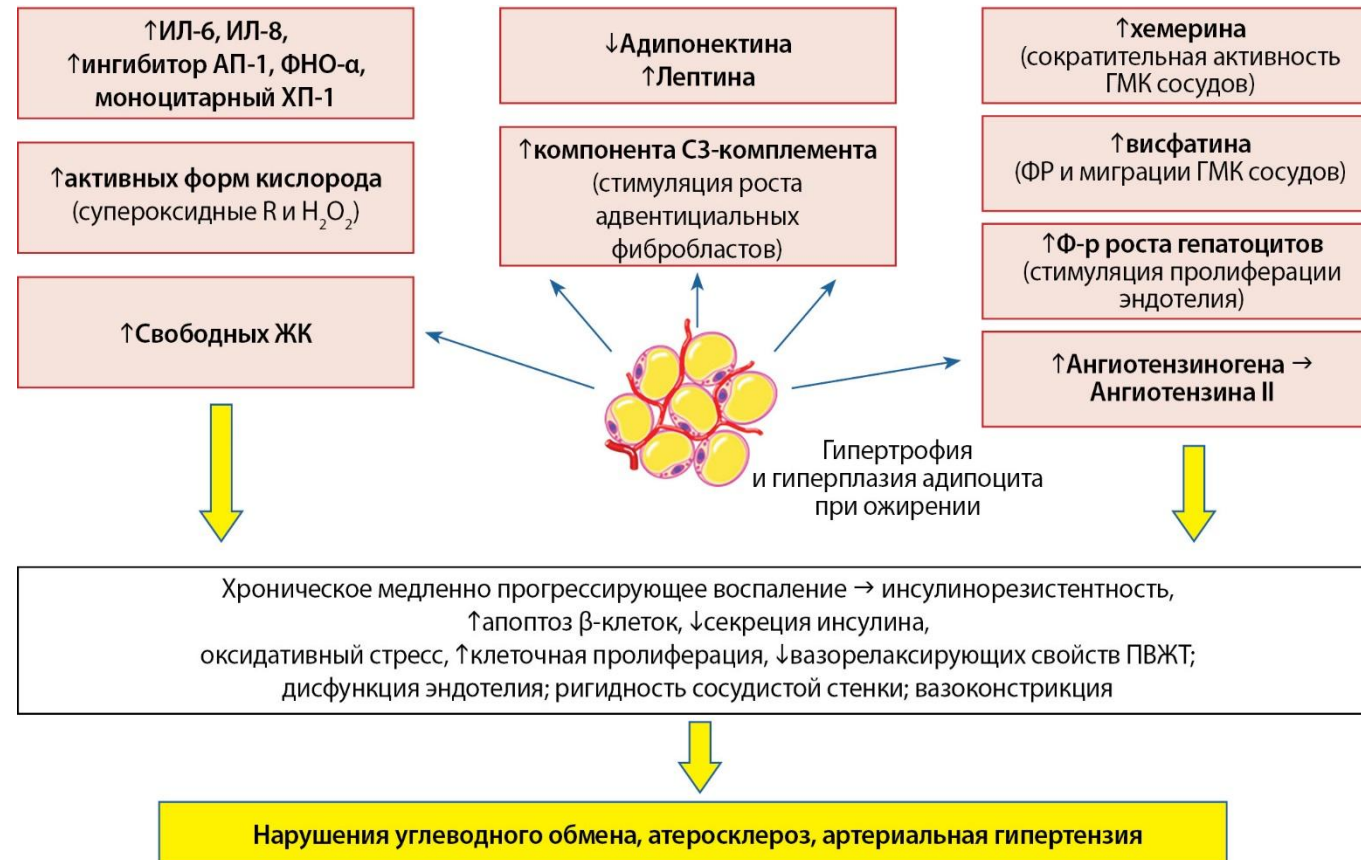 ↑ИЛ-6, ИЛ-8,
↑ингибитор АП-1, ФНО-α,
моноцитарный ХП-1
↑активных форм кислорода
(супероксидные R и H₂O₂)
↑Свободных ЖК
↓Адипонектина
↑Лептина
↑компонента С3-комплемента
(стимуляция роста
адвентициальных
фибробластов)
↑хемерина
(сократительная активность
ГМК сосудов)
↑висфатина
(ФР и миграции ГМК сосудов)
↑Ф-р роста гепатоцитов
(стимуляция пролиферации
эндотелия)
↑Ангиотензиногена →
Ангиотензина II
Гипертрофия
и гиперплазия адипоцита
при ожирении
Хроническое медленно прогрессирующее воспаление → инсулинорезистентность,
↑апоптоз β-клеток, ↓секреция инсулина,
оксидативный стресс, ↑клеточная пролиферация, ↓вазорелаксирующих свойств ПВЖТ;
дисфункция эндотелия; ригидность сосудистой стенки; вазоконстрикция
Нарушения углеводного обмена, атеросклероз, артериальная гипертензия